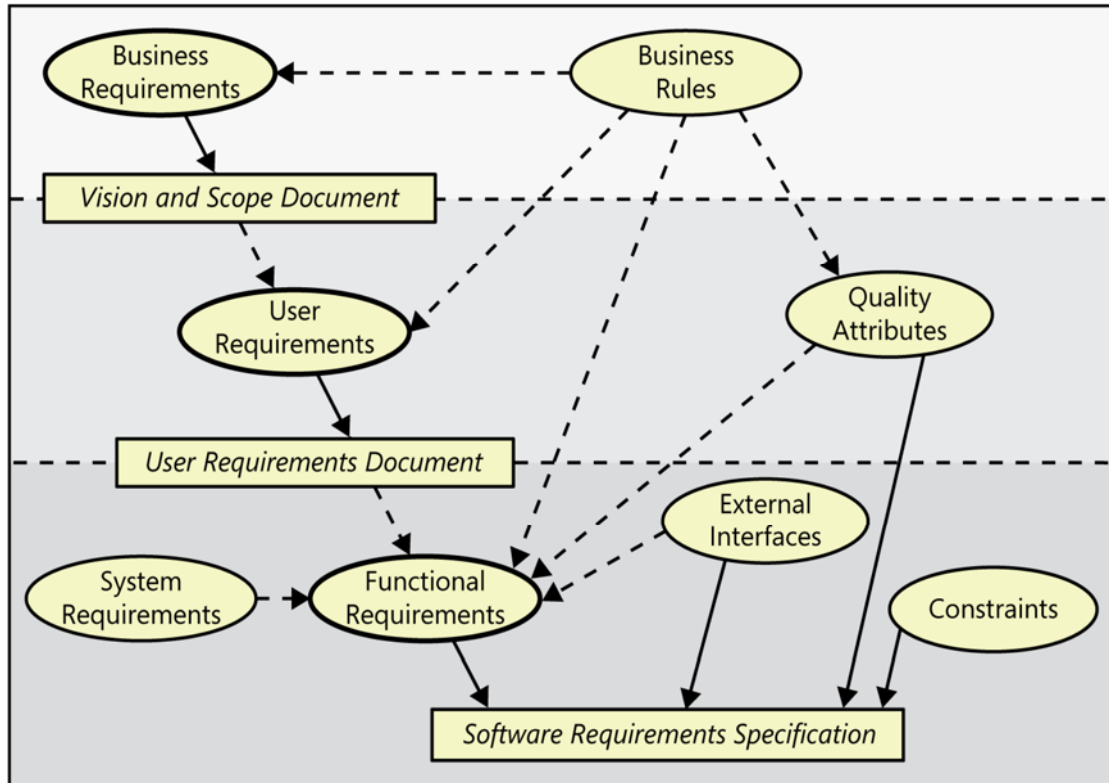 Business
Requirements
Business
Rules
Vision and Scope Document
User
Requirements
Quality
Attributes
User Requirements Document
External
Interfaces
System
Requirements
Functional
Requirements
Constraints
Software Requirements Specification